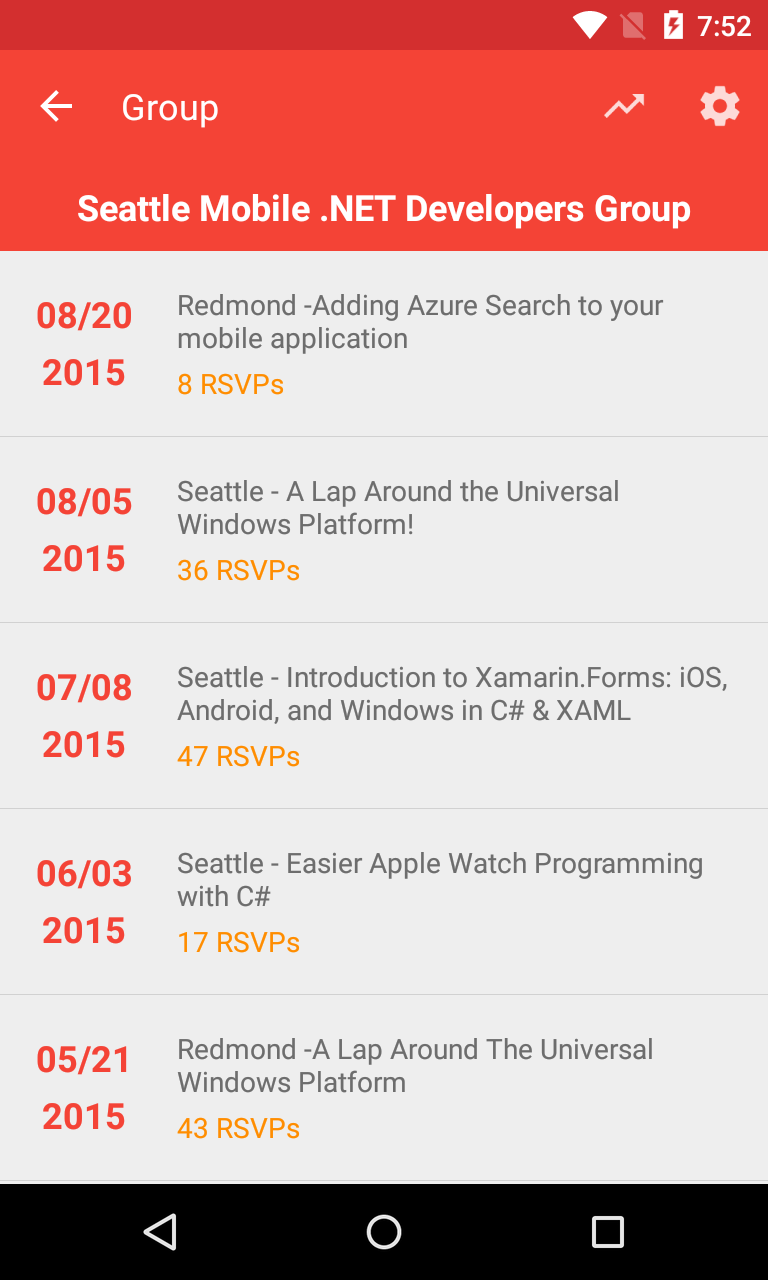 7:52
Group
Seattle Mobile .NET Developers Group
08/20
2015
Redmond -Adding Azure Search to your
mobile application
8 RSVPs
08/05
2015
Seattle - A Lap Around the Universal
Windows Platform!
36 RSVPs
07/08
2015
Seattle - Introduction to Xamarin.Forms: iOS,
Android, and Windows in C# & XAML
47 RSVPs
06/03
2015
Seattle - Easier Apple Watch Programming
with C#
17 RSVPs
05/21
2015
Redmond -A Lap Around The Universal
Windows Platform
43 RSVPs